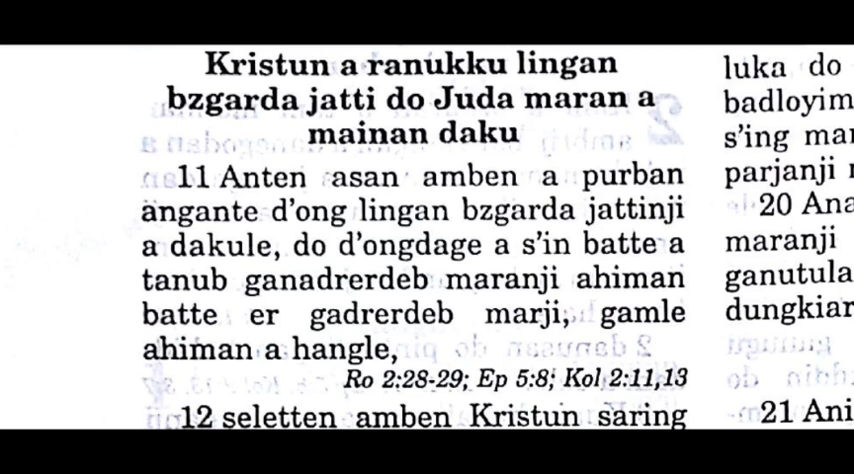 Kristun a ranukku lingan
bzgarda jatti do Juda maran a
mainan daku
11 Anten asan amben a purban
ängante d'ong lingan bzgarda jattinji
a dakule, do d'ongdage a s'in batte a
tanub ganadrerdeb maranji ahiman
batte er gadrerdeb marji, gamle
ahiman a hangle,
Ro 2:28-29; Ep 5:8; Kol 2:11,13
12 seletten amben Kristun saring
luka do
badloyim
s'ing mar
parjanji
20 Ana
maranji
ganutula
dungkiar
21 Ani